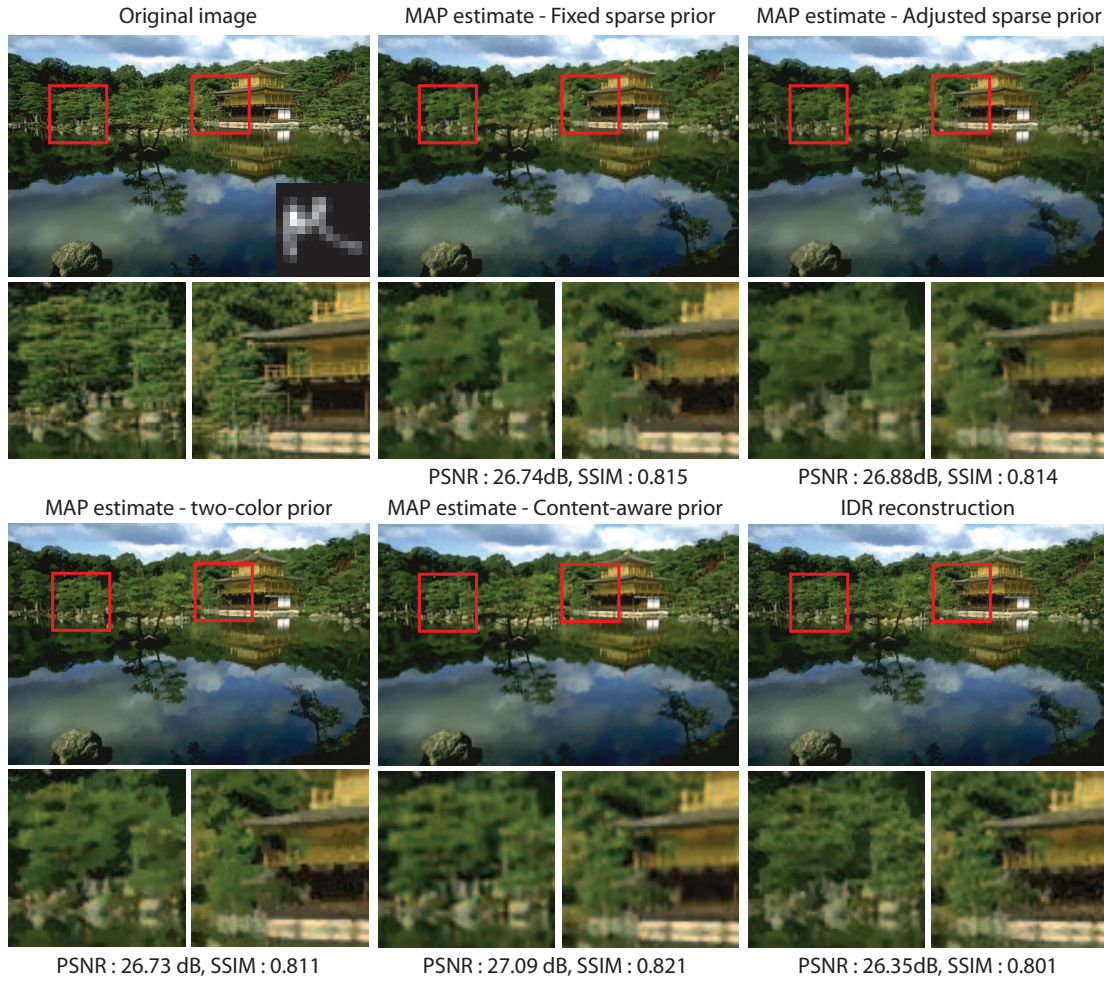 Original image
MAP estimate - Fixed sparse prior
MAP estimate - Adjusted sparse prior
PSNR : 26.74dB, SSIM : 0.815
PSNR : 26.88dB, SSIM : 0.814
MAP estimate - two-color prior
MAP estimate - Content-aware prior
IDR reconstruction
PSNR : 26.73 dB, SSIM : 0.811
PSNR : 27.09 dB, SSIM : 0.821
PSNR : 26.35dB, SSIM : 0.801